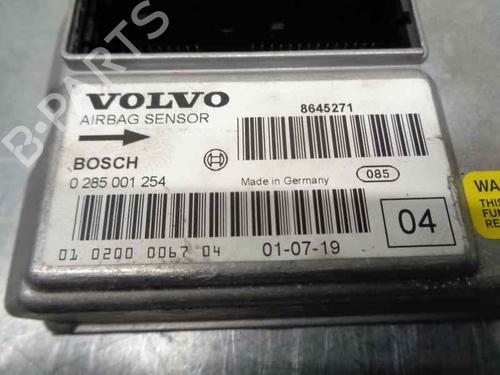 B-PARTS
VOLVO
AIRBAG SENSOR
8645271
BOSCH
0 285 001 254
Made in Germany
085
04
01 0200 0067 04
01-07-19
WA
THIS
FUN
RE